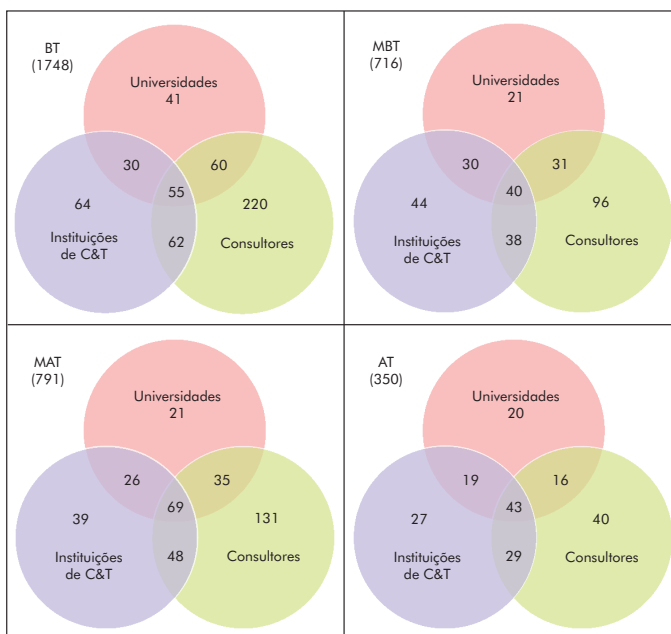 BT
(1748)
Universidades
41
30
60
55
64
220
Instituições
de C&T
62
Consultores
MBT
(716)
Universidades
21
30
31
40
44
96
Instituições
de C&T
38
Consultores
MAT
(791)
Universidades
21
26
35
69
39
131
Instituições
de C&T
48
Consultores
AT
(350)
Universidades
20
19
16
43
27
40
Instituições
de C&T
29
Consultores